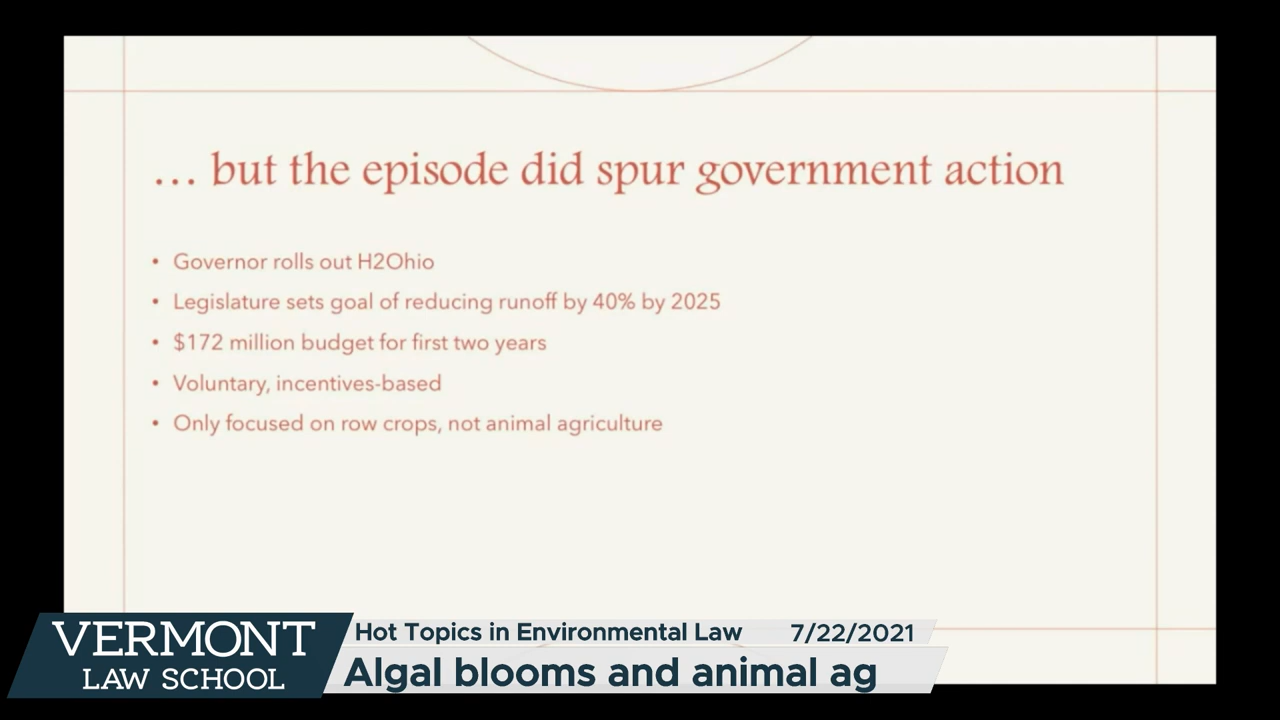 … but the episode did spur government action
• Governor rolls out H2Ohio
• Legislature sets goal of reducing runoff by 40% by 2025
• $172 million budget for first two years
• Voluntary, incentives-based
• Only focused on row crops, not animal agriculture
VERMONT
LAW SCHOOL
Hot Topics in Environmental Law 7/22/2021
Algal blooms and animal ag